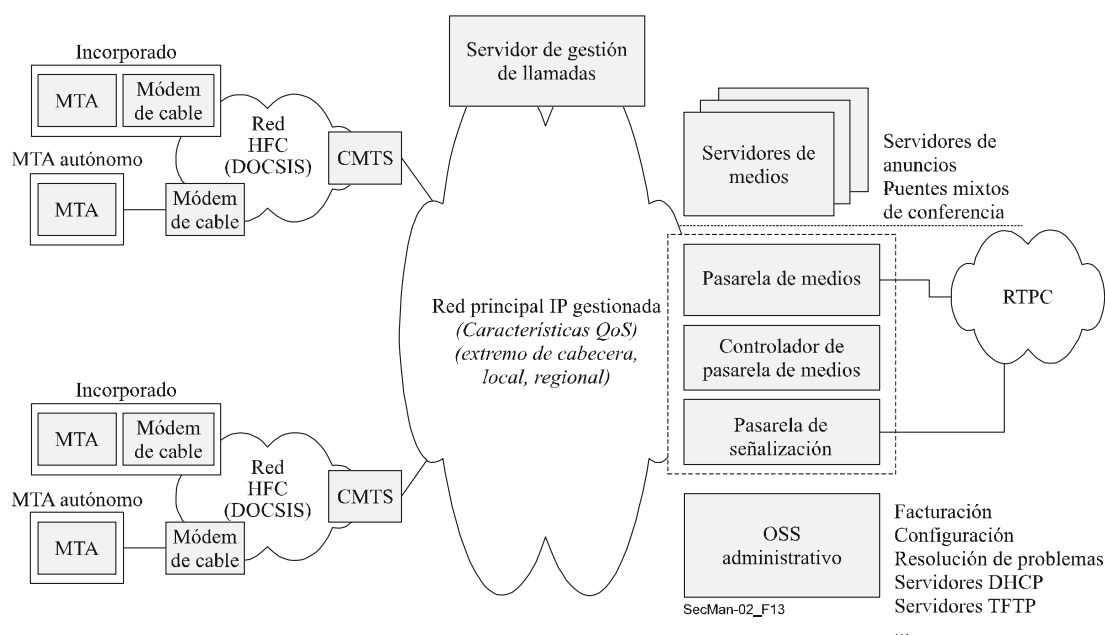 Servidor de gestión
de llamadas
Incorporado
MTA
Módem
de cable
MTA autónomo
MTA
Módem
de cable
Red
HFC
(DOCSIS)
CMTS
Incorporado
MTA
Módem
de cable
MTA autónomo
MTA
Módem
de cable
Red
HFC
(DOCSIS)
CMTS
Red principal IP gestionada
(Características QoS)
(extremo de cabecera,
local, regional)
Servidores de
medios
Servidores de
anuncios
Puentes mixtos
de conferencia
Pasarela de medios
Controlador de
pasarela de medios
Pasarela de
señalización
RTPC
OSS
administrativo
Facturación
Configuración
Resolución de problemas
Servidores DHCP
Servidores TFTP
...
SecMan-02_F13